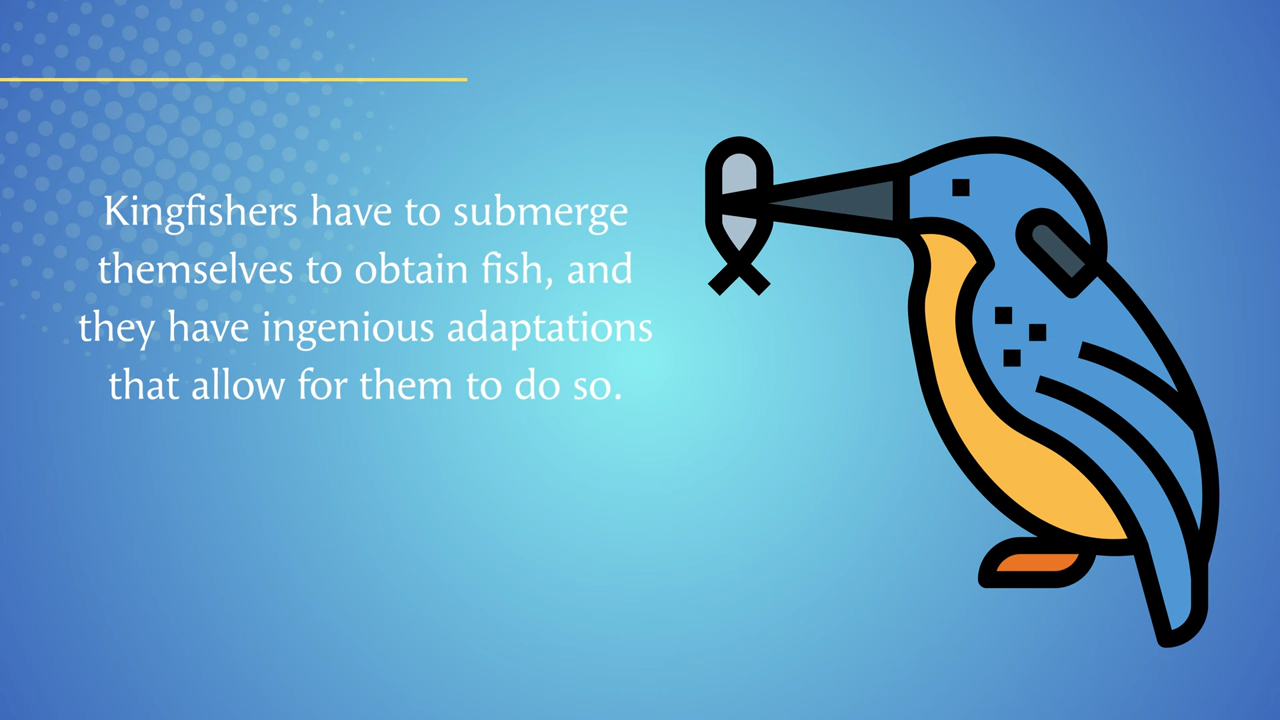 Kingfishers have to submerge
themselves to obtain fish, and
they have ingenious adaptations
that allow for them to do so.